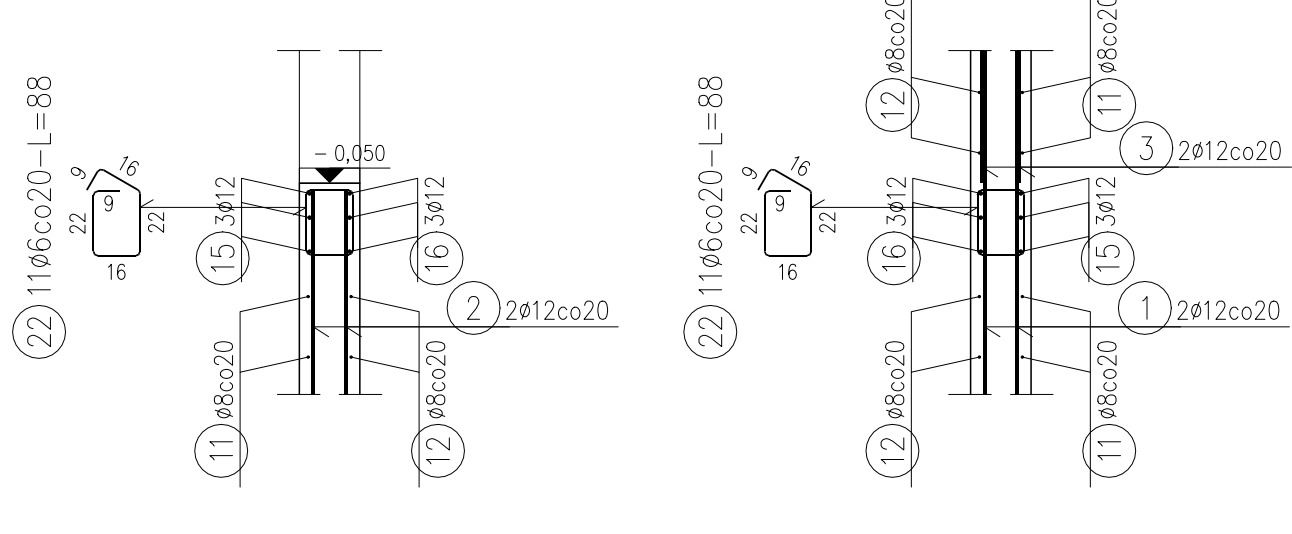 22 11ø6co20-L=88
9
16
9
22
22
16
- 0,050
15 3ø12
16 3ø12
2 2ø12co20
11 ø8co20
12 ø8co20
22 11ø6co20-L=88
9
16
9
22
22
16
12 ø8co20
11 ø8co20
3 2ø12co20
16 3ø12
15 3ø12
1 2ø12co20
12 ø8co20
11 ø8co20